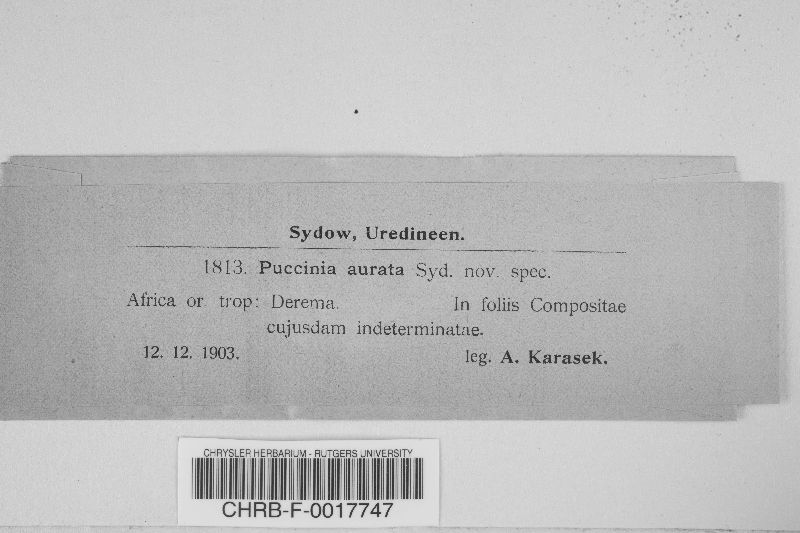 Sydow, Uredineen.
1813. Puccinia aurata Syd. nov. spec.
Africa or. trop: Derema. In foliis Compositae
cujusdam indeterminatae.
12. 12. 1903. leg. A. Karasek.
CHRYSLER HERBARIUM - RUTGERS UNIVERSITY
CHRB-F-0017747